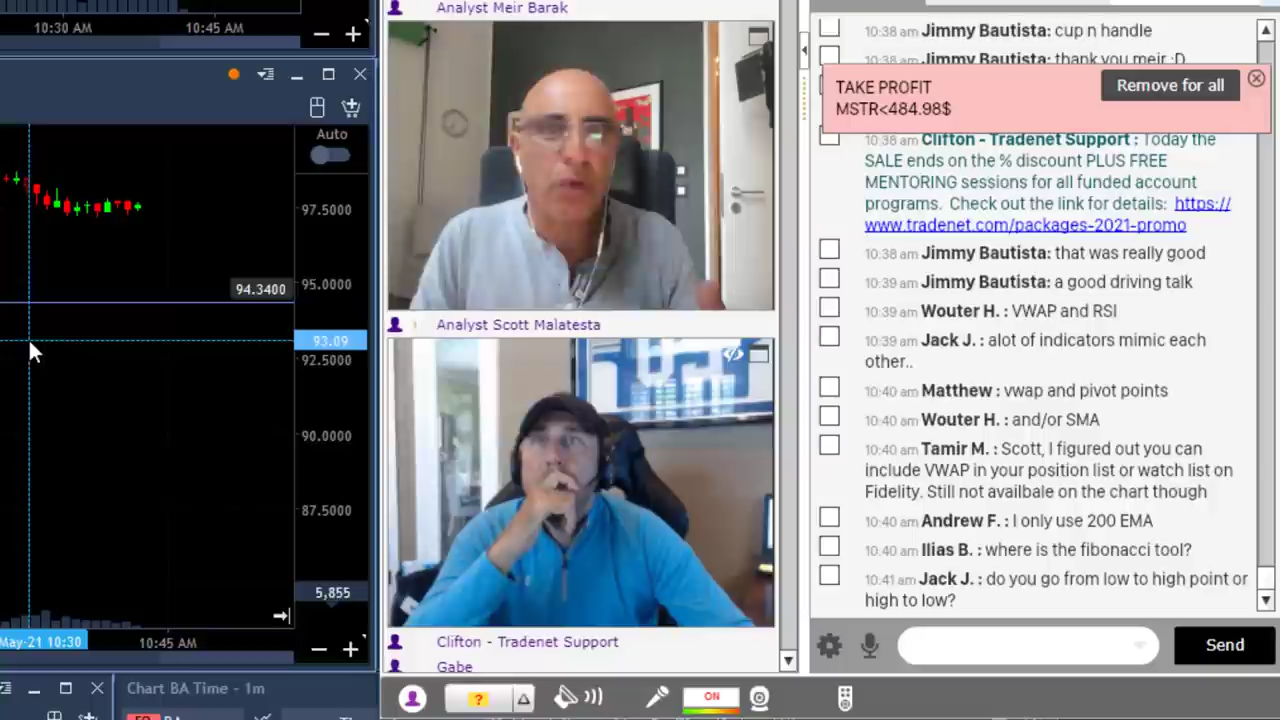 10:30 AM 10:45 AM
Auto
97.5000
95.0000
94.3400
93.09
92.5000
90.0000
87.5000
5,855
May-21 10:30
10:45 AM
Chart BA Time - 1m
BA
Analyst Meir Barak
Analyst Scott Malatesta
Clifton - Tradenet Support
Gabe
?
ON
10:38 am Jimmy Bautista: cup n handle
10:38 am Jimmy Bautista: thank you meir :D
TAKE PROFIT
MSTR<484.98$
Remove for all
10:38 am Clifton - Tradenet Support : Today the
SALE ends on the % discount PLUS FREE
MENTORING sessions for all funded account
programs. Check out the link for details: https://
www.tradenet.com/packages-2021-promo
10:38 am Jimmy Bautista: that was really good
10:39 am Jimmy Bautista: a good driving talk
10:39 am Wouter H. : VWAP and RSI
10:39 am Jack J. : alot of indicators mimic each
other..
10:40 am Matthew : vwap and pivot points
10:40 am Wouter H. : and/or SMA
10:40 am Tamir M. : Scott, I figured out you can
include VWAP in your position list or watch list on
Fidelity. Still not availbale on the chart though
10:40 am Andrew F. : I only use 200 EMA
10:40 am Ilias B. : where is the fibonacci tool?
10:41 am Jack J. : do you go from low to high point or
high to low?
Send